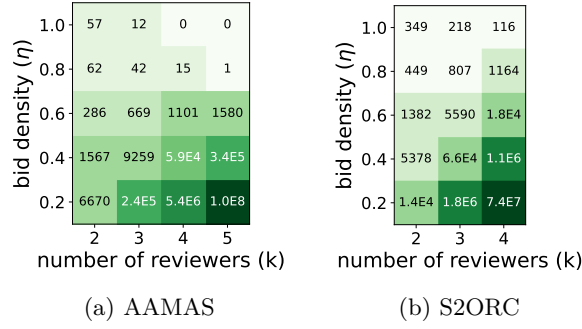 bid density (η)
1.0 57 12 0 0
0.8 62 42 15 1
0.6 286 669 1101 1580
0.4 1567 9259 5.9E4 3.4E5
0.2 6670 2.4E5 5.4E6 1.0E8
2 3 4 5
number of reviewers (k)
(a) AAMAS
bid density (η)
1.0 349 218 116
0.8 449 807 1164
0.6 1382 5590 1.8E4
0.4 5378 6.6E4 1.1E6
0.2 1.4E4 1.8E6 7.4E7
2 3 4
number of reviewers (k)
(b) S2ORC